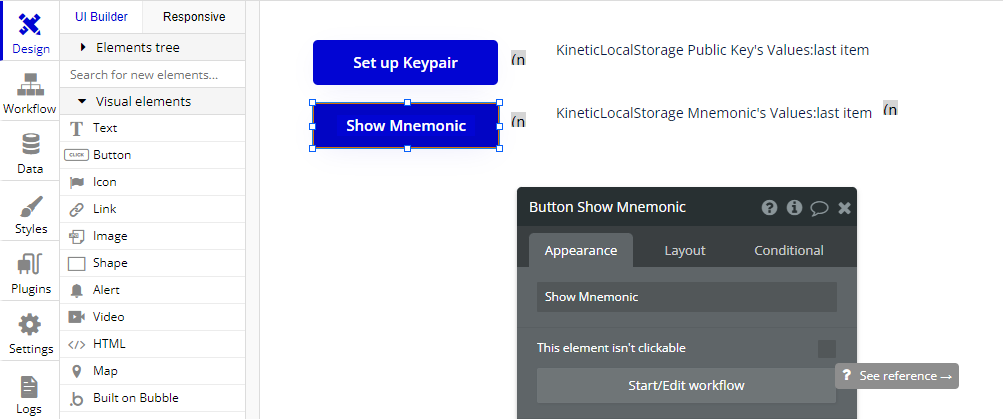 UI Builder
Responsive
Design
Elements tree
Search for new elements...
Workflow
Visual elements
Text
CLICK Button
Data
Icon
Link
Styles
Image
Shape
Plugins
Alert
Video
Settings
HTML
Map
Built on Bubble
Logs
Set up Keypair
(n
KineticLocalStorage Public Key's Values:last item
Show Mnemonic
(n
KineticLocalStorage Mnemonic's Values:last item
(n
Button Show Mnemonic
Appearance
Layout
Conditional
Show Mnemonic
This element isn't clickable
Start/Edit workflow
? See reference →